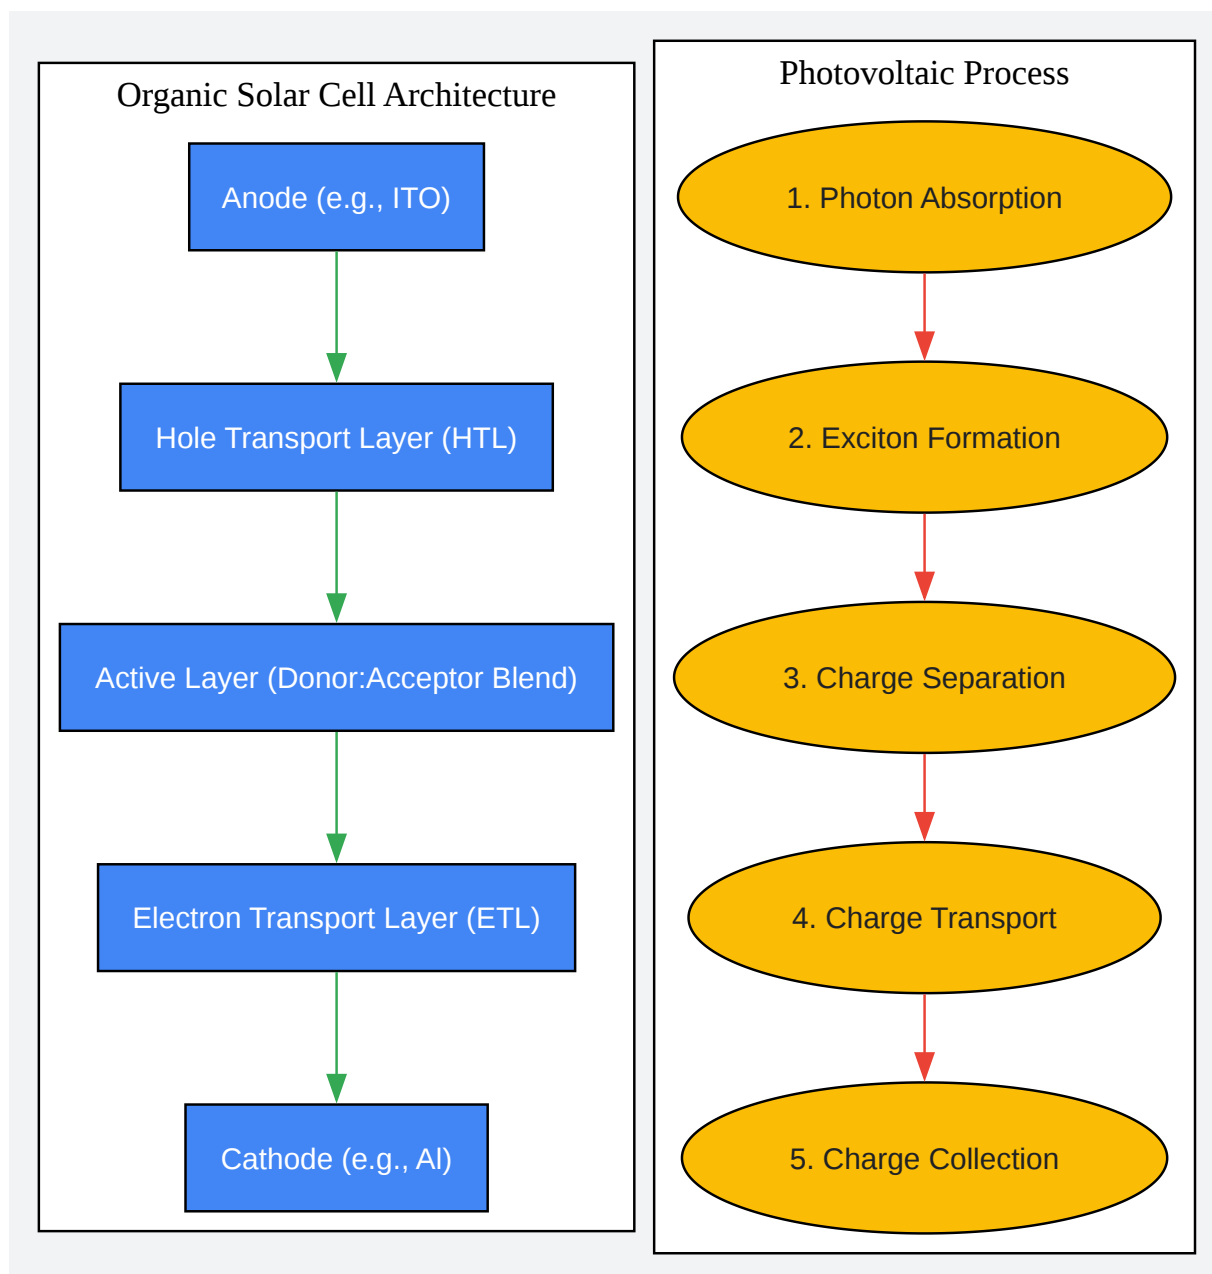 Organic Solar Cell Architecture
Anode (e.g., ITO)
Hole Transport Layer (HTL)
Active Layer (Donor:Acceptor Blend)
Electron Transport Layer (ETL)
Cathode (e.g., Al)
Photovoltaic Process
1. Photon Absorption
2. Exciton Formation
3. Charge Separation
4. Charge Transport
5. Charge Collection